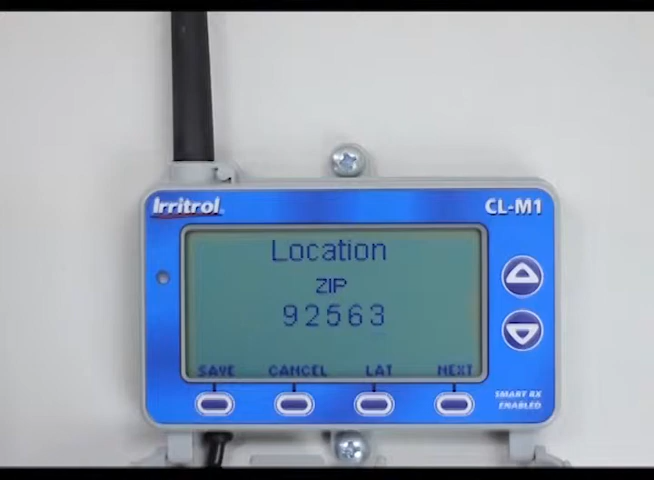 Irritrol
CL-M1
Location
ZIP
92563
SAVE CANCEL LAT NEXT
SMART RX
ENABLED